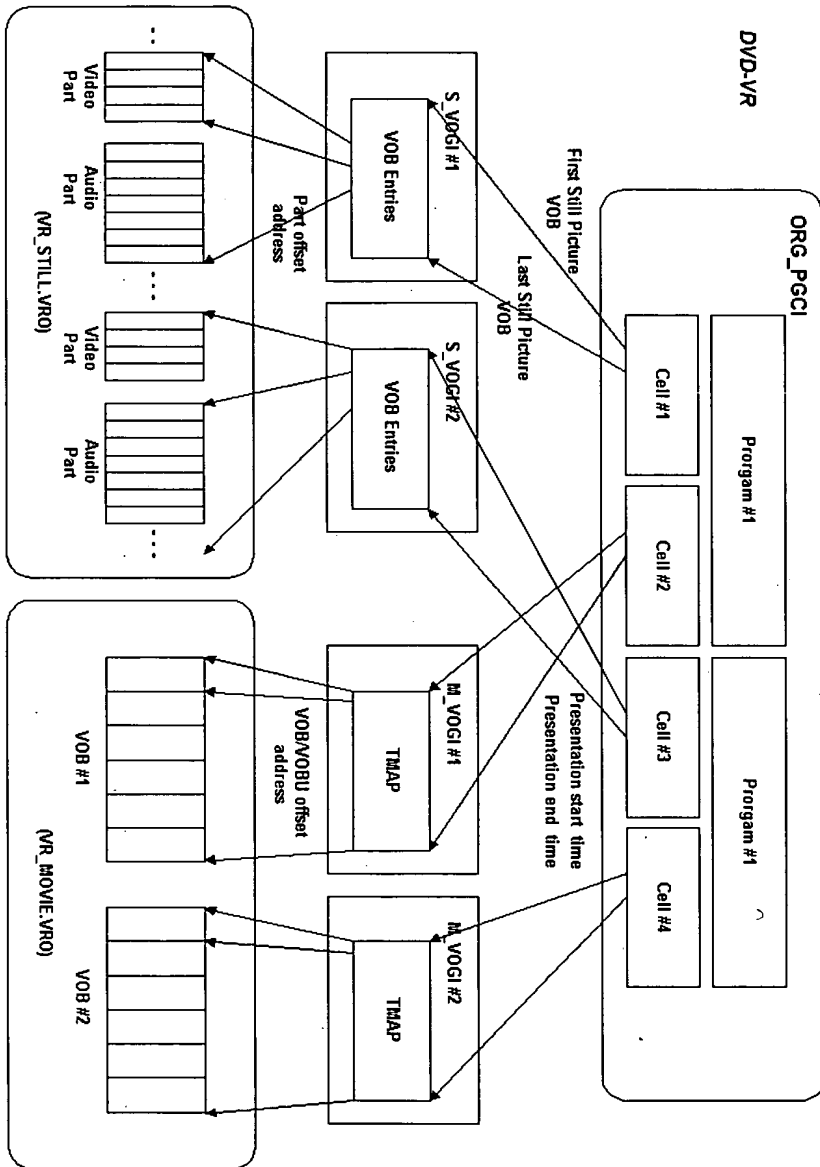 DVD-VR
ORG_PGCI
Prorgam #1
Prorgam #1
Cell #1
Cell #2
Cell #3
Cell #4
First Still Picture
VOB
Last Still Picture
VOB
Presentation start time
Presentation end time
S_VOGI #1
VOB Entries
S_VOGI #2
VOB Entries
M_VOGI #1
TMAP
M_VOGI #2
TMAP
Part offset
address
VOB/VOBU offset
address
...
Video
Part
Audio
Part
...
Video
Part
Audio
Part
...
(VR_STILL.VRO)
VOB #1
VOB #2
(VR_MOVIE.VRO)